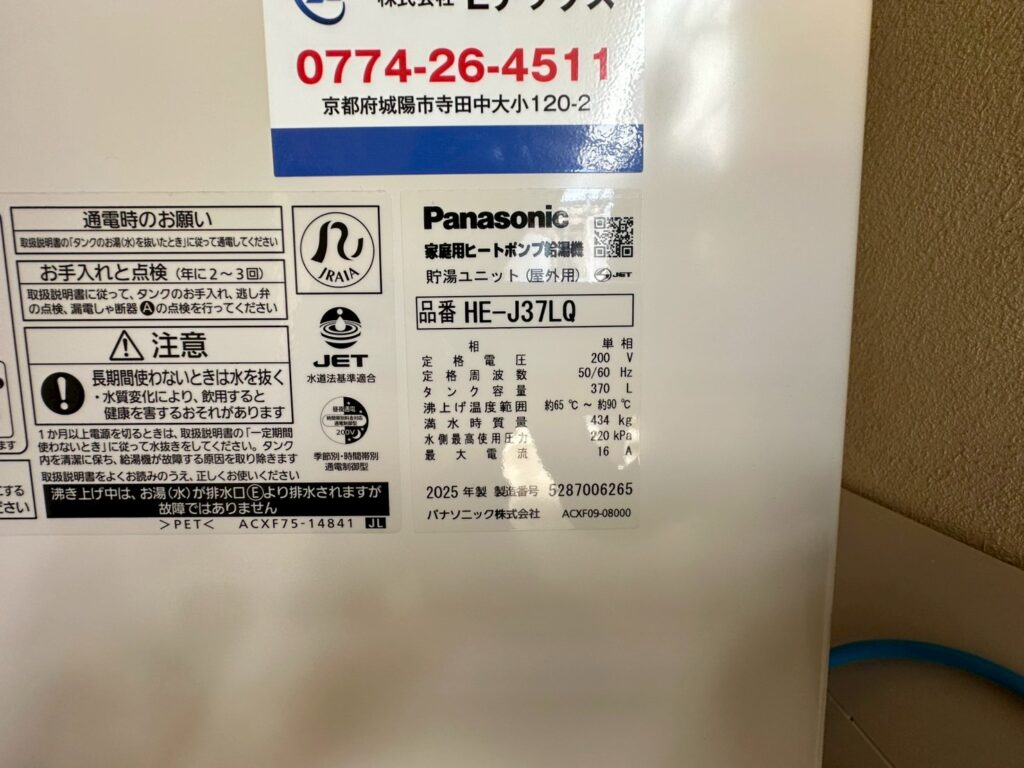 株式会社
0774-26-4511
京都府城陽市寺田中大小120-2
通電時のお願い
取扱説明書の「タンクのお湯(水)を抜いたとき」に従って通電してください
お手入れと点検 (年に2~3回)
取扱説明書に従って、タンクのお手入れ、逃し弁
の点検、漏電しゃ断器Ⓐの点検を行ってください
注意
長期間使わないときは水を抜く
・水質変化により、飲用すると
健康を害するおそれがあります
1か月以上電源を切るときは、取扱説明書の「一定期間
使わないとき」に従って水抜きをしてください。タンク
内を清潔に保ち、給湯機が故障する原因を取り除きます
取扱説明書をよくお読みのうえ、正しくお使いください
沸き上げ中は、お湯(水)が排水口Ⓔより排水されますが
故障ではありません
>PET< ACXF75-14841 JL
ます
にする
ださい
JRAIA
JET
水道法基準適合
200V
季節別・時間帯別
通電制御型
Panasonic
家庭用ヒートポンプ給湯機
貯湯ユニット (屋外用) JET
品番 HE-J37LQ
相 単相
定格電圧 200 V
定格周波数 50/60 Hz
タンク容量 370 L
沸上げ温度範囲 約65℃~約90℃
満水時質量 434 kg
水側最高使用圧力 220 kPa
最大電流 16 A
2025年製 製造番号 5287006265
パナソニック株式会社 ACXF09-08000